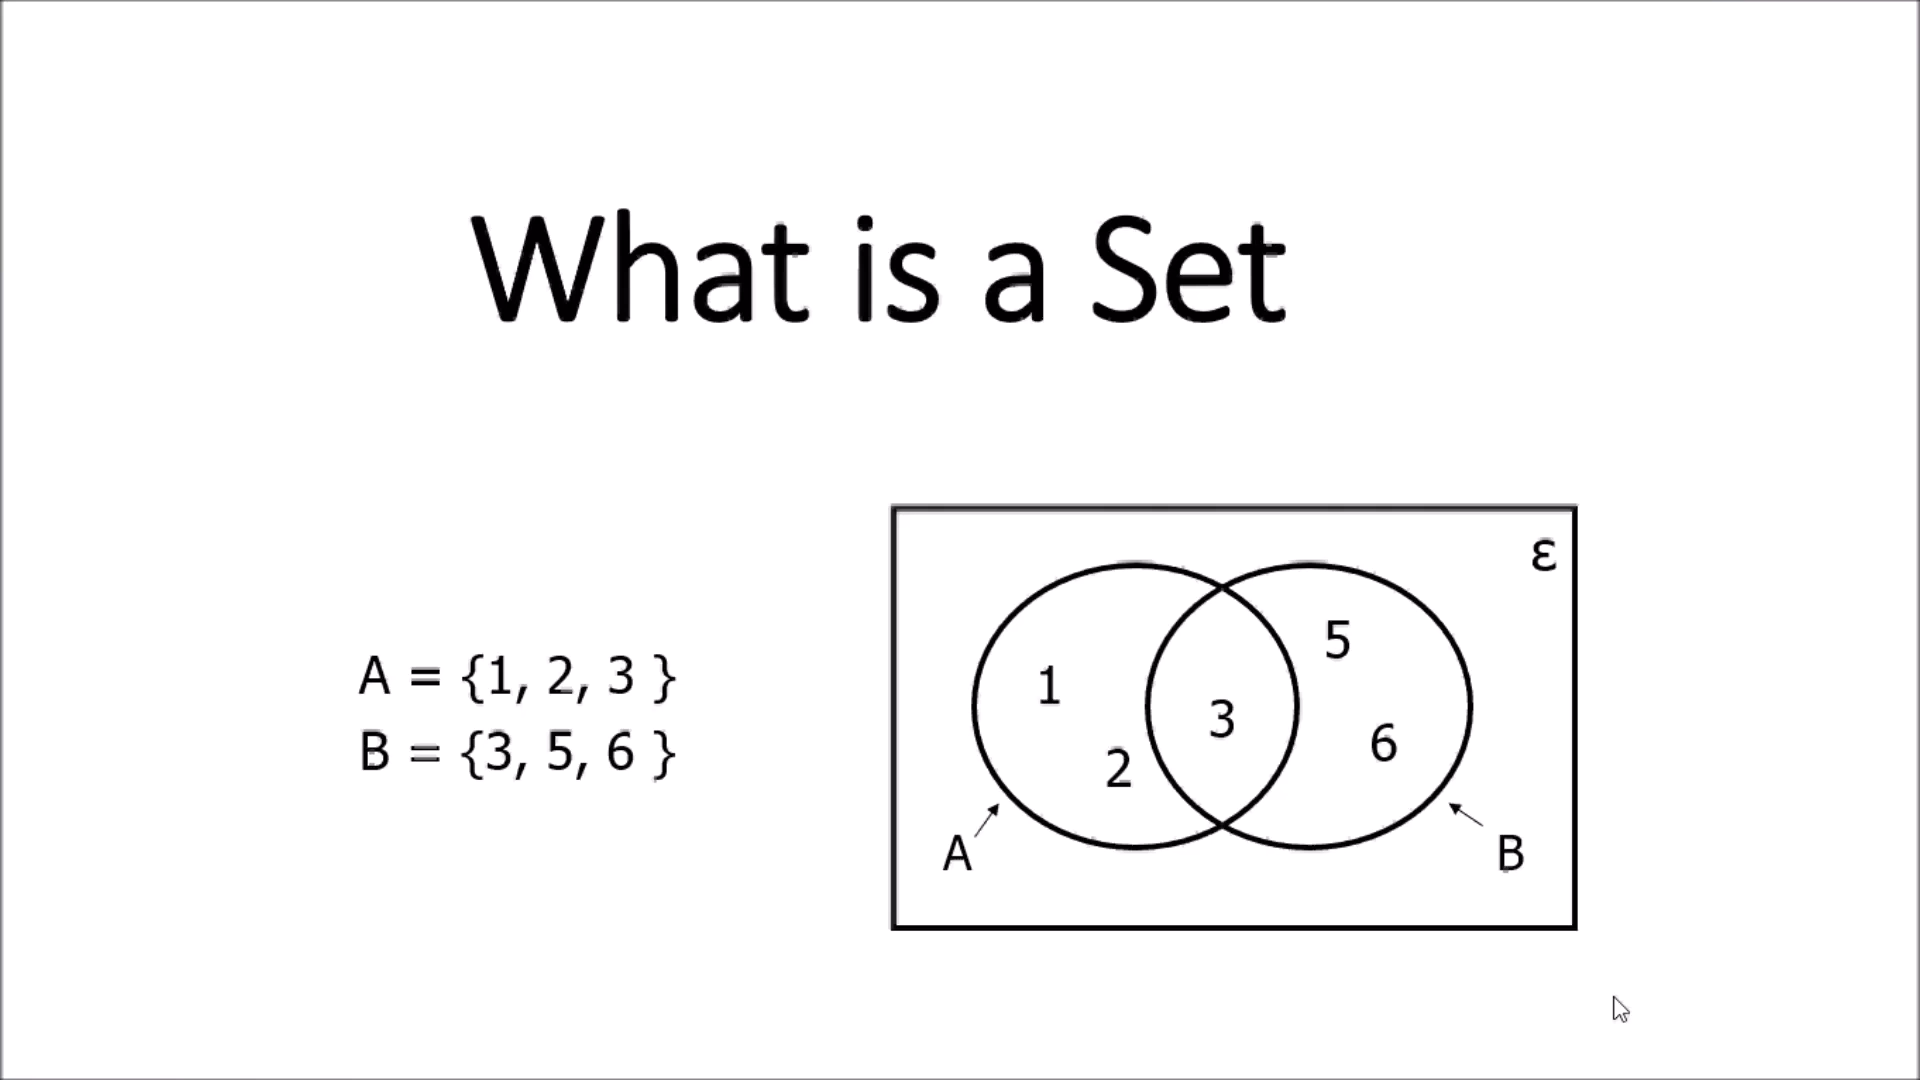 What is a Set
A = {1, 2, 3 }
B = {3, 5, 6 }
ε
5
1
3
6
2
A
B